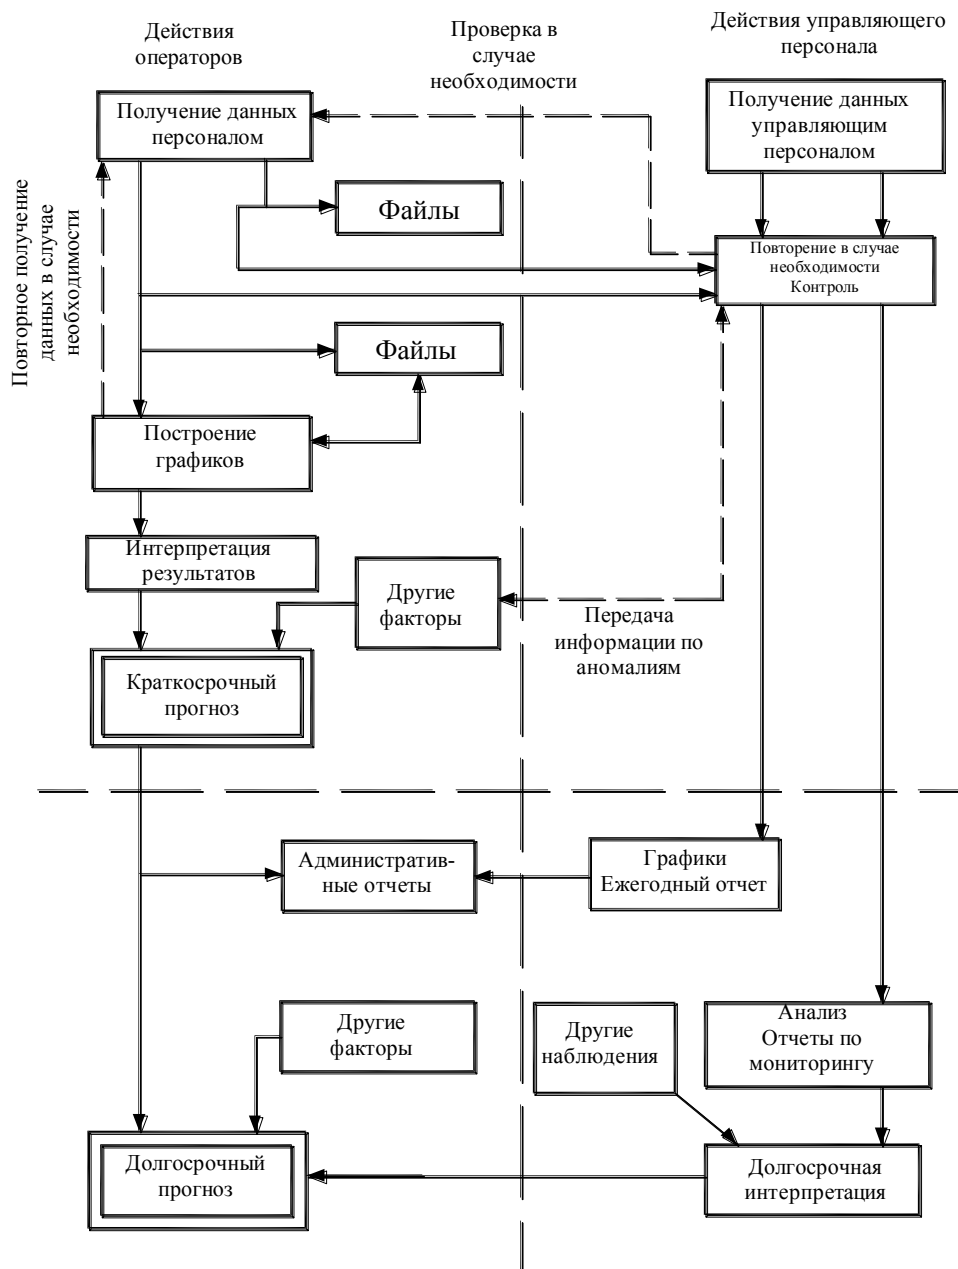 Действия
операторов
Проверка в
случае
необходимости
Действия управляющего
персонала
Получение данных
персоналом
Получение данных
управляющим
персоналом
Повторное получение
данных в случае
необходимости
Файлы
Повторение в случае
необходимости
Контроль
Файлы
Построение
графиков
Интерпретация
результатов
Другие
факторы
Передача
информации по
аномалиям
Краткосрочный
прогноз
Административ-
ные отчеты
Графики
Ежегодный отчет
Другие
факторы
Другие
наблюдения
Анализ
Отчеты по
мониторингу
Долгосрочный
прогноз
Долгосрочная
интерпретация